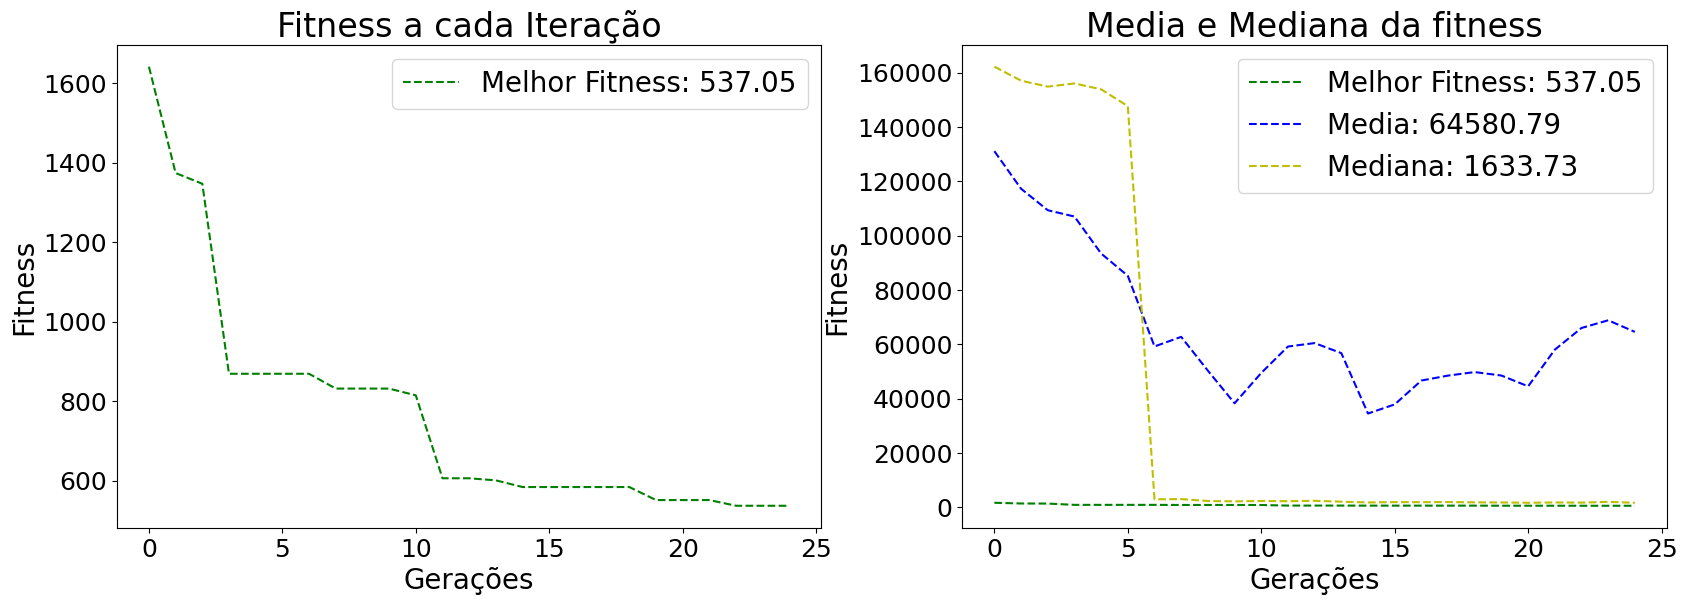 Fitness a cada Iteração
Melhor Fitness: 537.05
1600
1400
1200
1000
800
600
Fitness
0 5 10 15 20 25
Gerações
Media e Mediana da fitness
Melhor Fitness: 537.05
Media: 64580.79
Mediana: 1633.73
160000
140000
120000
100000
80000
60000
40000
20000
0
Fitness
0 5 10 15 20 25
Gerações